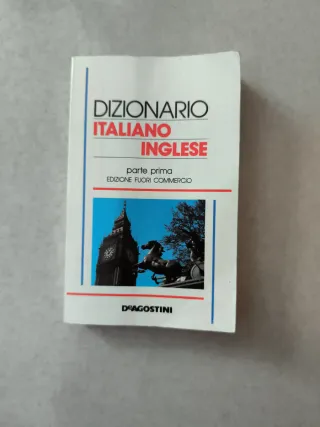 DIZIONARIO
ITALIANO
INGLESE
parte prima
EDIZIONE FUORI COMMERCIO
DEAGOSTINI